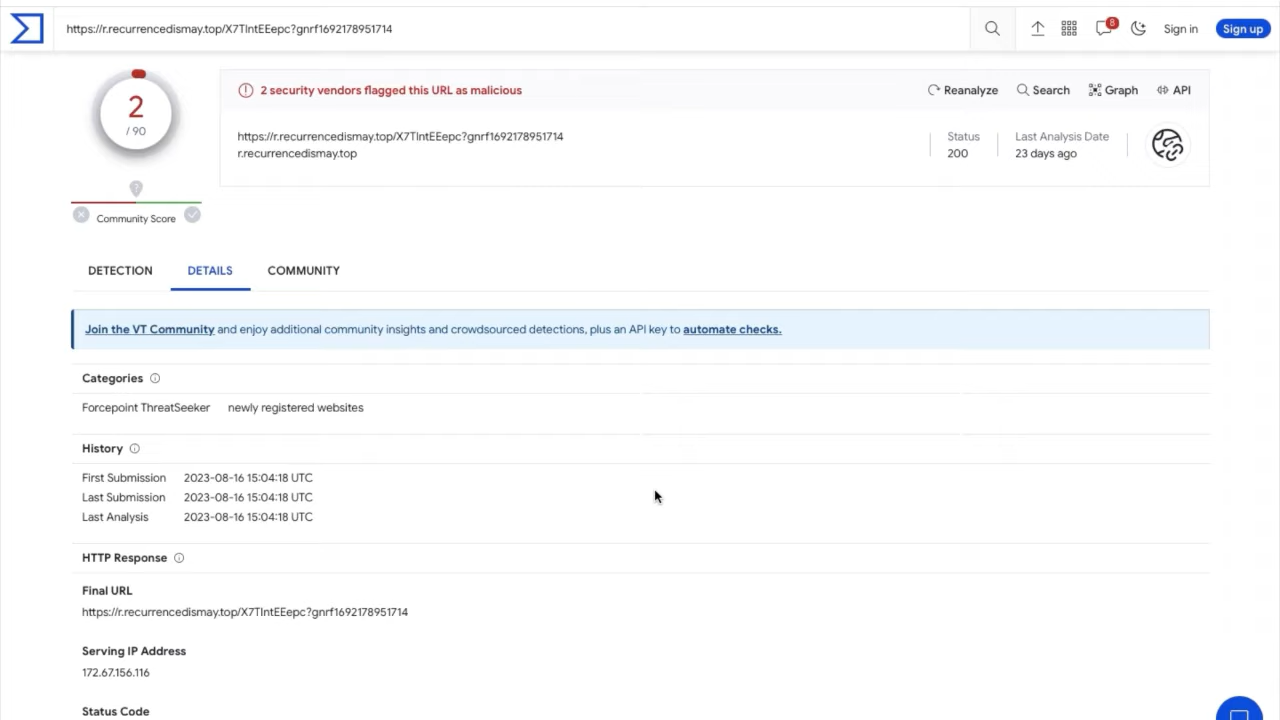 https://r.recurrencedismay.top/X7TIntEEepc?gnrf1692178951714
8
Sign in
Sign up
2
/ 90
2 security vendors flagged this URL as malicious
Reanalyze
Search
Graph
API
https://r.recurrencedismay.top/X7TIntEEepc?gnrf1692178951714
r.recurrencedismay.top
Status
200
Last Analysis Date
23 days ago
?
Community Score
DETECTION
DETAILS
COMMUNITY
Join the VT Community and enjoy additional community insights and crowdsourced detections, plus an API key to automate checks.
Categories
Forcepoint ThreatSeeker newly registered websites
History
First Submission 2023-08-16 15:04:18 UTC
Last Submission 2023-08-16 15:04:18 UTC
Last Analysis 2023-08-16 15:04:18 UTC
HTTP Response
Final URL
https://r.recurrencedismay.top/X7TIntEEepc?gnrf1692178951714
Serving IP Address
172.67.156.116
Status Code